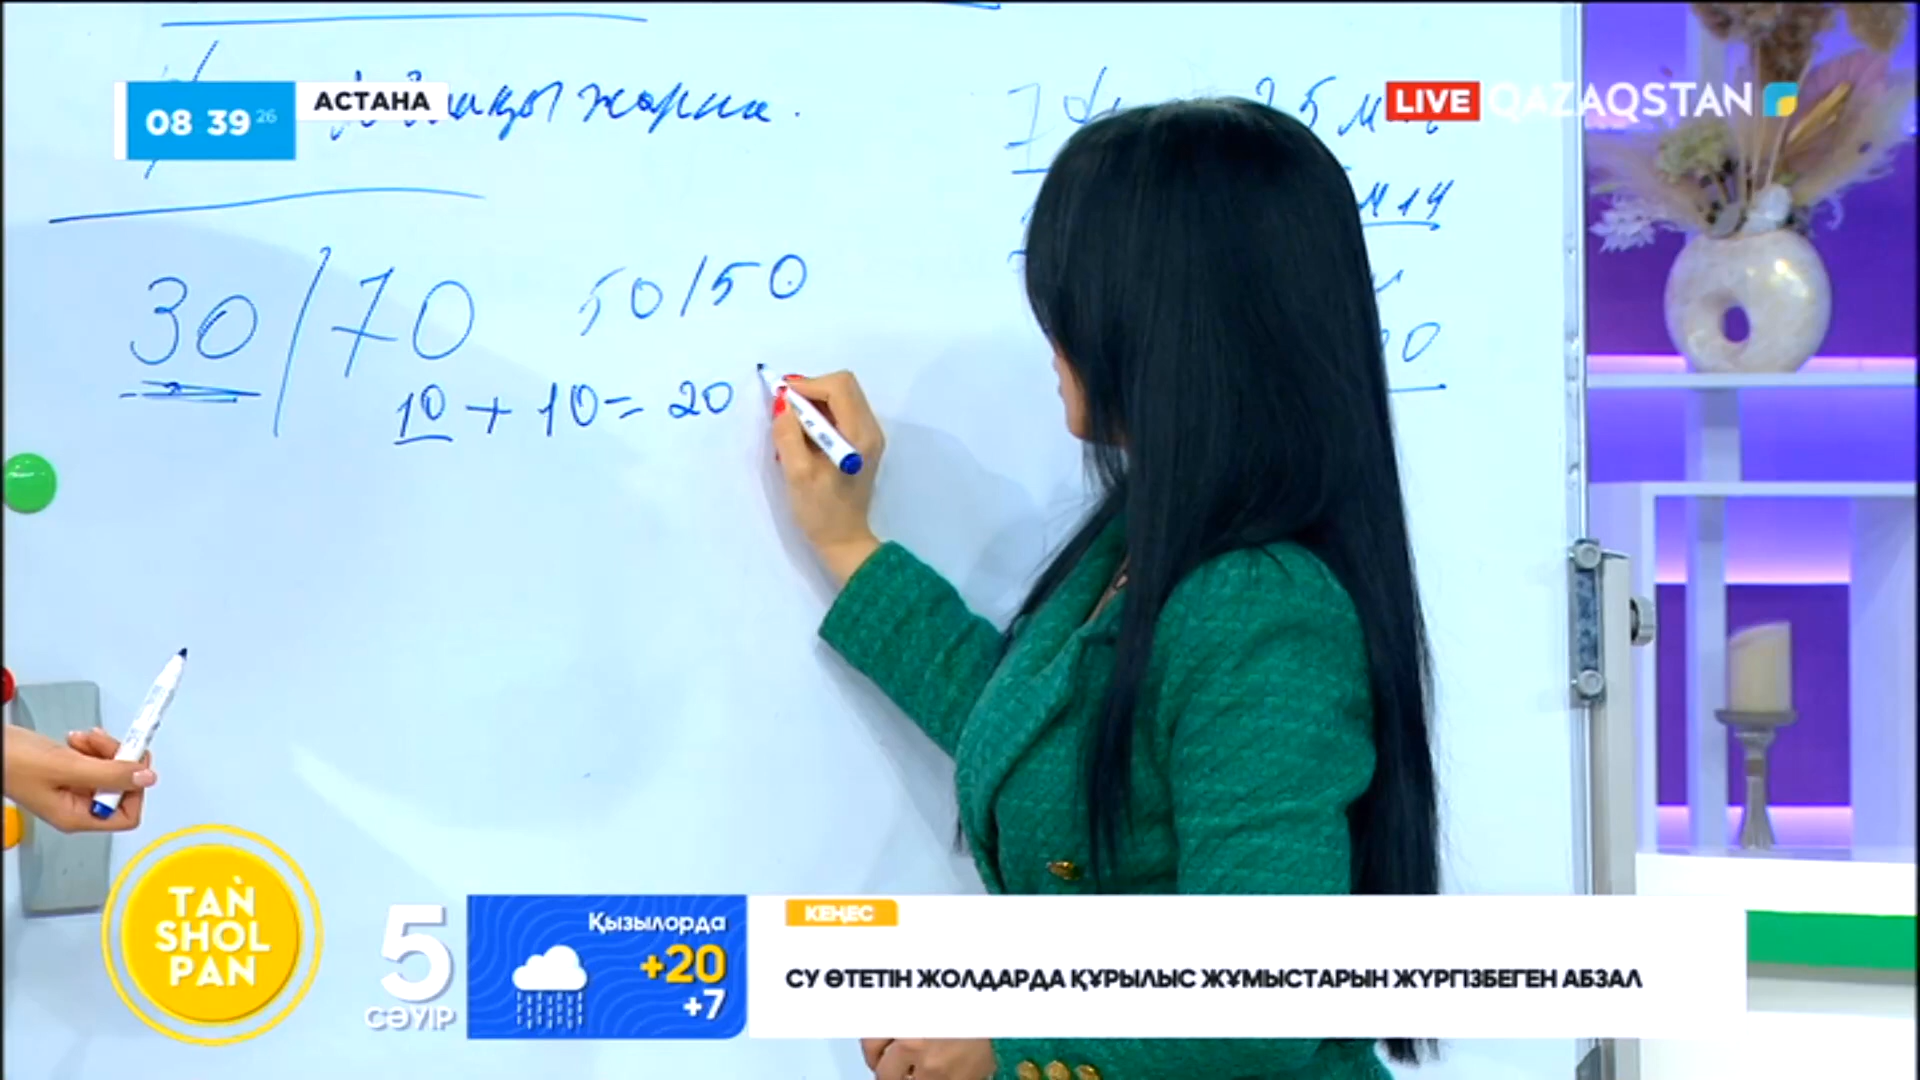 08 39 26
АСТАНА
LIVE QAZAQSTAN
жарна.
30/70
50/50
10 + 10 = 20
TAŃ
SHOL
PAN
5
СӘУІР
Қызылорда
+20
+7
КЕҢЕС
СУ ӨТЕТІН ЖОЛДАРДА ҚҰРЫЛЫС ЖҰМЫСТАРЫН ЖҮРГІЗБЕГЕН АБЗАЛ